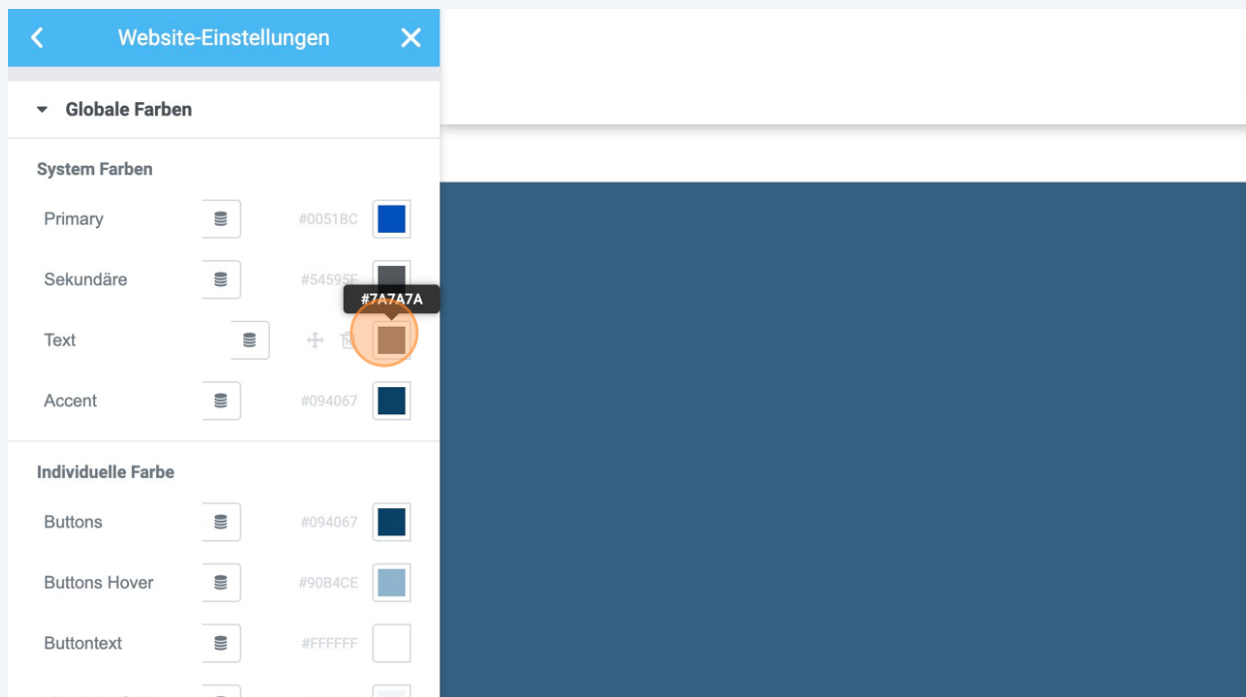 Website-Einstellungen
Globale Farben
System Farben
Primary #0051BC
Sekundäre #54595F
#7A7A7A
Text
Accent #094067
Individuelle Farbe
Buttons #094067
Buttons Hover #90B4CE
Buttontext #FFFFFF